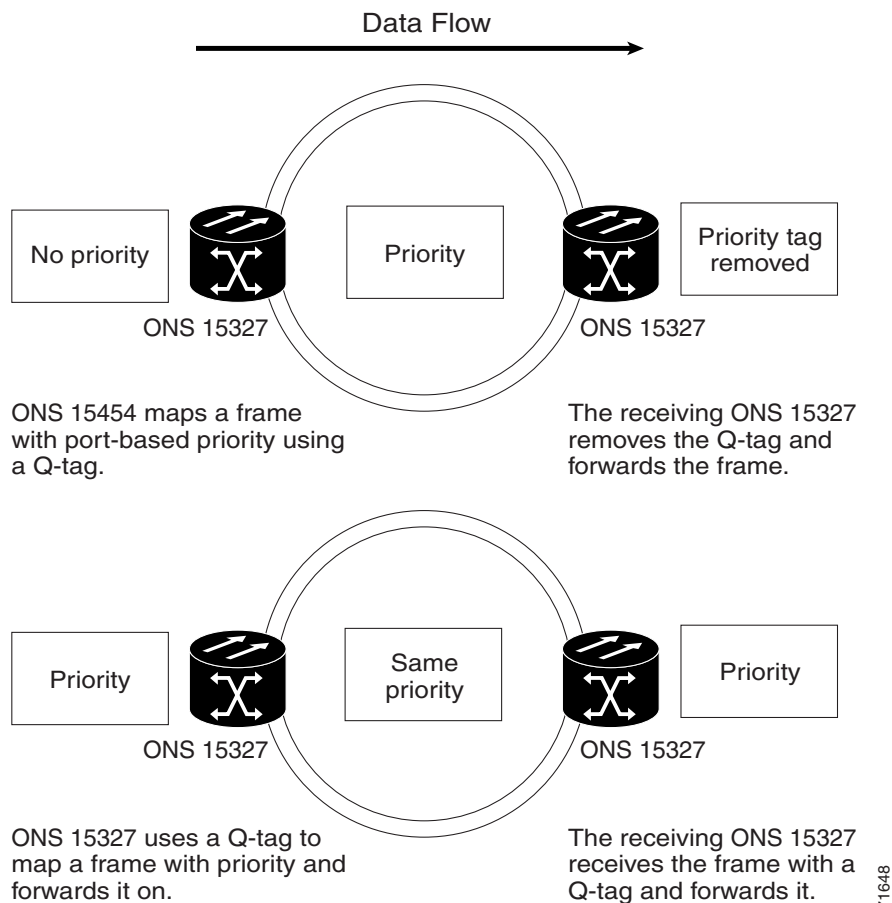 Data Flow
No priority
Priority
Priority tag
removed
ONS 15327
ONS 15327
ONS 15454 maps a frame
with port-based priority using
a Q-tag.
The receiving ONS 15327
removes the Q-tag and
forwards the frame.
Priority
Same
priority
Priority
ONS 15327
ONS 15327
ONS 15327 uses a Q-tag to
map a frame with priority and
forwards it on.
The receiving ONS 15327
receives the frame with a
Q-tag and forwards it.
71648